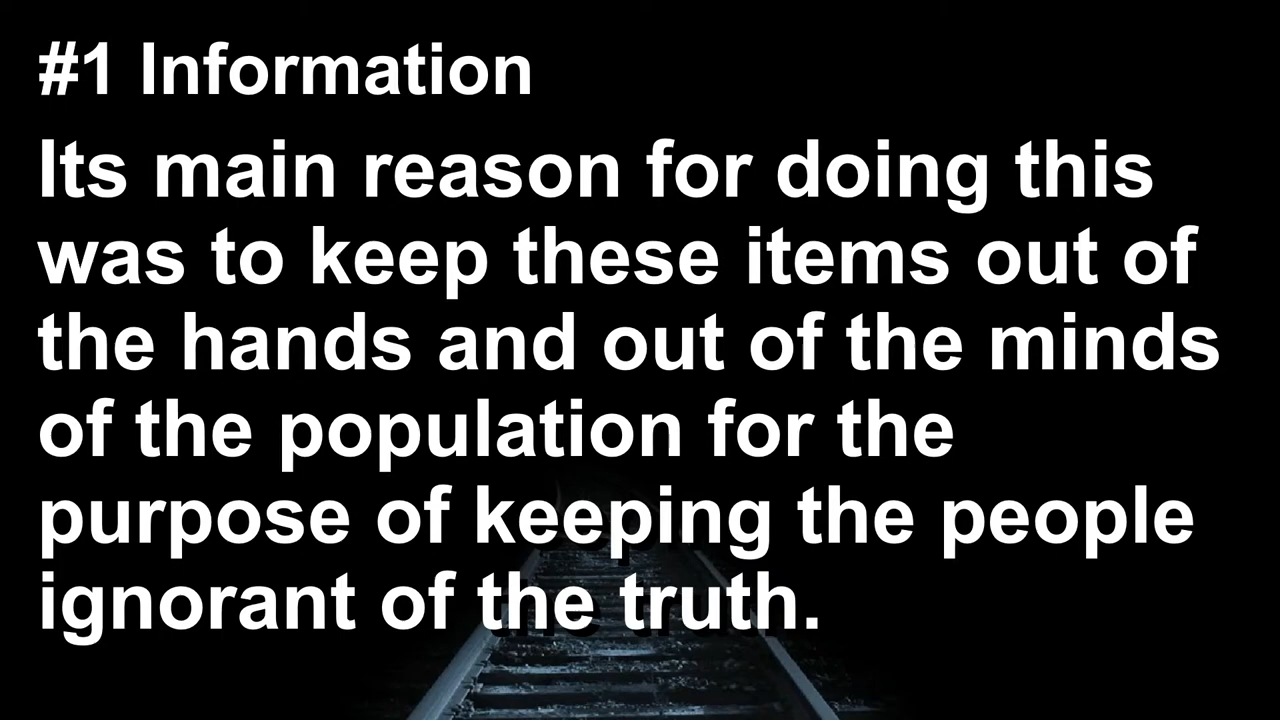 #1 Information
Its main reason for doing this
was to keep these items out of
the hands and out of the minds
of the population for the
purpose of keeping the people
ignorant of the truth.